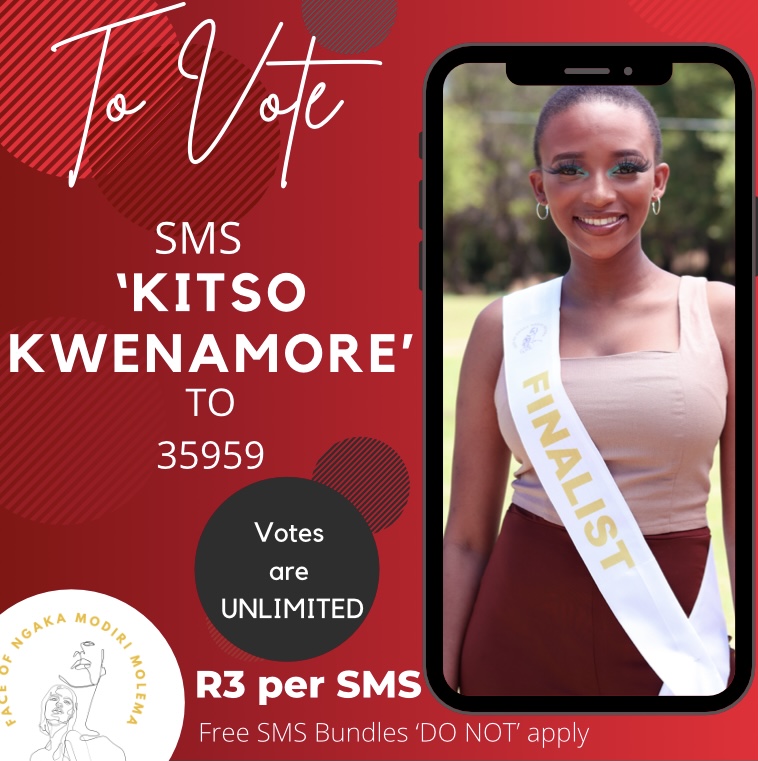 To Vote
SMS
‘KITSO
KWENAMORE’
TO
35959
Votes
are
UNLIMITED
FACE OF NGAKA MODIRI MOLEMA
R3 per SMS
Free SMS Bundles ‘DO NOT’ apply
FINALIST